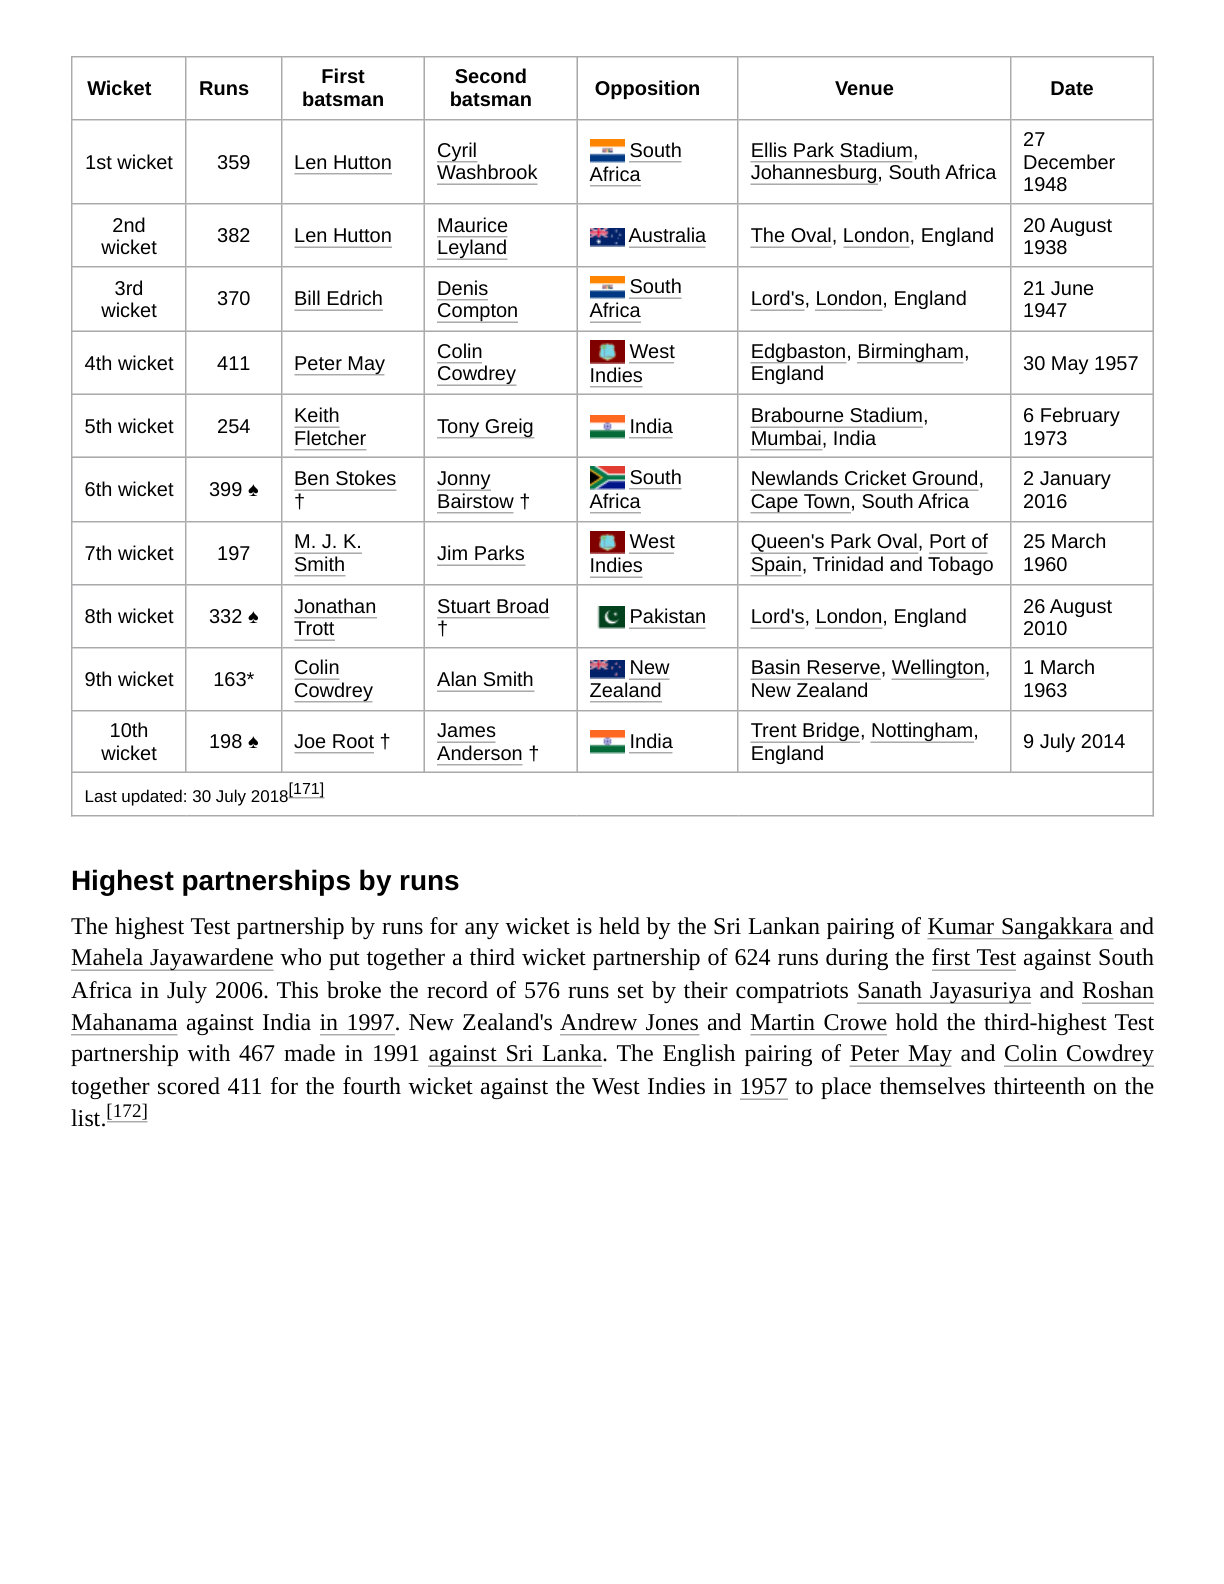 Wicket Runs First batsman Second batsman Opposition Venue Date
1st wicket 359 Len Hutton Cyril Washbrook South Africa Ellis Park Stadium, Johannesburg, South Africa 27 December 1948
2nd wicket 382 Len Hutton Maurice Leyland Australia The Oval, London, England 20 August 1938
3rd wicket 370 Bill Edrich Denis Compton South Africa Lord's, London, England 21 June 1947
4th wicket 411 Peter May Colin Cowdrey West Indies Edgbaston, Birmingham, England 30 May 1957
5th wicket 254 Keith Fletcher Tony Greig India Brabourne Stadium, Mumbai, India 6 February 1973
6th wicket 399 ♠ Ben Stokes † Jonny Bairstow † South Africa Newlands Cricket Ground, Cape Town, South Africa 2 January 2016
7th wicket 197 M. J. K. Smith Jim Parks West Indies Queen's Park Oval, Port of Spain, Trinidad and Tobago 25 March 1960
8th wicket 332 ♠ Jonathan Trott Stuart Broad † Pakistan Lord's, London, England 26 August 2010
9th wicket 163* Colin Cowdrey Alan Smith New Zealand Basin Reserve, Wellington, New Zealand 1 March 1963
10th wicket 198 ♠ Joe Root † James Anderson † India Trent Bridge, Nottingham, England 9 July 2014
Last updated: 30 July 2018[171]
Highest partnerships by runs
The highest Test partnership by runs for any wicket is held by the Sri Lankan pairing of Kumar Sangakkara and
Mahela Jayawardene who put together a third wicket partnership of 624 runs during the first Test against South
Africa in July 2006. This broke the record of 576 runs set by their compatriots Sanath Jayasuriya and Roshan
Mahanama against India in 1997. New Zealand's Andrew Jones and Martin Crowe hold the third-highest Test
partnership with 467 made in 1991 against Sri Lanka. The English pairing of Peter May and Colin Cowdrey
together scored 411 for the fourth wicket against the West Indies in 1957 to place themselves thirteenth on the
list.[172]